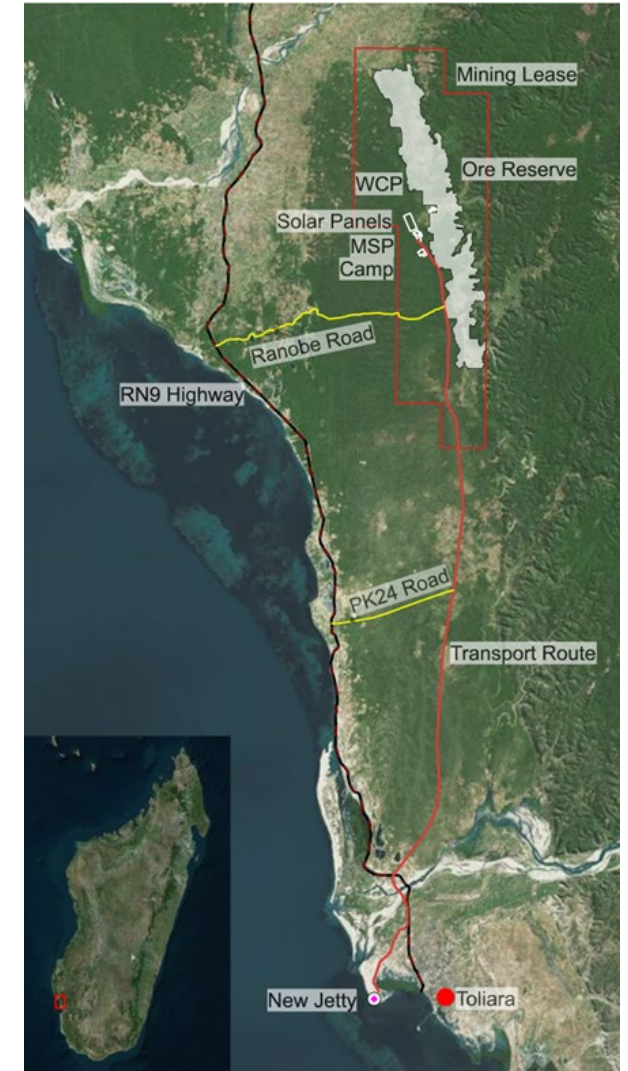 Mining Lease
Ore Reserve
WCP
Solar Panels
MSP
Camp
Ranobe Road
RN9 Highway
PK24 Road
Transport Route
New Jetty
Toliara